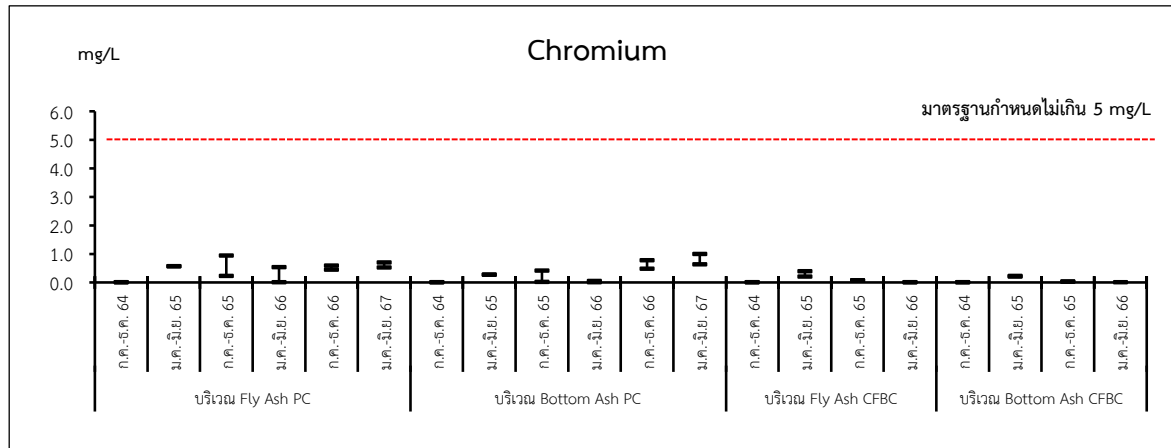 Chromium
mg/L
มาตรฐานกำหนดไม่เกิน 5 mg/L
6.0
5.0
4.0
3.0
2.0
1.0
0.0
ก.ค.-ธ.ค. 64
ม.ค.-มิ.ย. 65
ก.ค.-ธ.ค. 65
ม.ค.-มิ.ย. 66
ก.ค.-ธ.ค. 66
ม.ค.-มิ.ย. 67
ก.ค.-ธ.ค. 64
ม.ค.-มิ.ย. 65
ก.ค.-ธ.ค. 65
ม.ค.-มิ.ย. 66
ก.ค.-ธ.ค. 66
ม.ค.-มิ.ย. 67
ก.ค.-ธ.ค. 64
ม.ค.-มิ.ย. 65
ก.ค.-ธ.ค. 65
ม.ค.-มิ.ย. 66
ก.ค.-ธ.ค. 64
ม.ค.-มิ.ย. 65
ก.ค.-ธ.ค. 65
ม.ค.-มิ.ย. 66
บริเวณ Fly Ash PC
บริเวณ Bottom Ash PC
บริเวณ Fly Ash CFBC
บริเวณ Bottom Ash CFBC